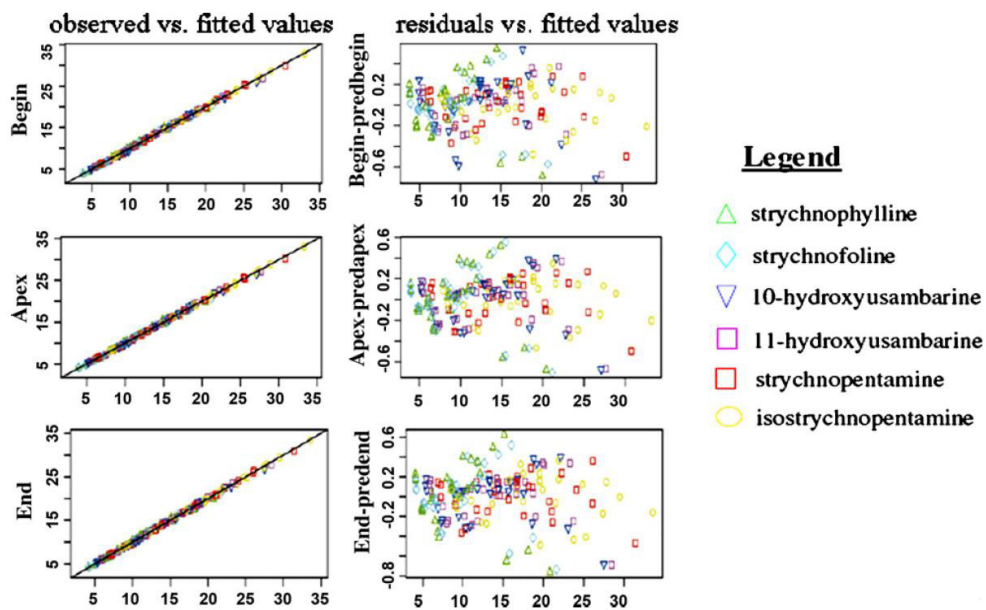 observed vs. fitted values
residuals vs. fitted values
Begin
35
25
15
5
5 10 15 20 25 30 35
Begin-predbegin
0.2
-0.2
-0.6
5 10 15 20 25 30
Apex
35
25
15
5
5 10 15 20 25 30 35
Apex-predapex
0.6
0.2
-0.2
-0.6
5 10 15 20 25 30
End
35
25
15
5
5 10 15 20 25 30 35
End-predend
0.6
0.2
-0.2
-0.8
5 10 15 20 25 30
Legend
strychnophylline
strychnofoline
10-hydroxyusambarine
11-hydroxyusambarine
strychnopentamine
isostrychnopentamine